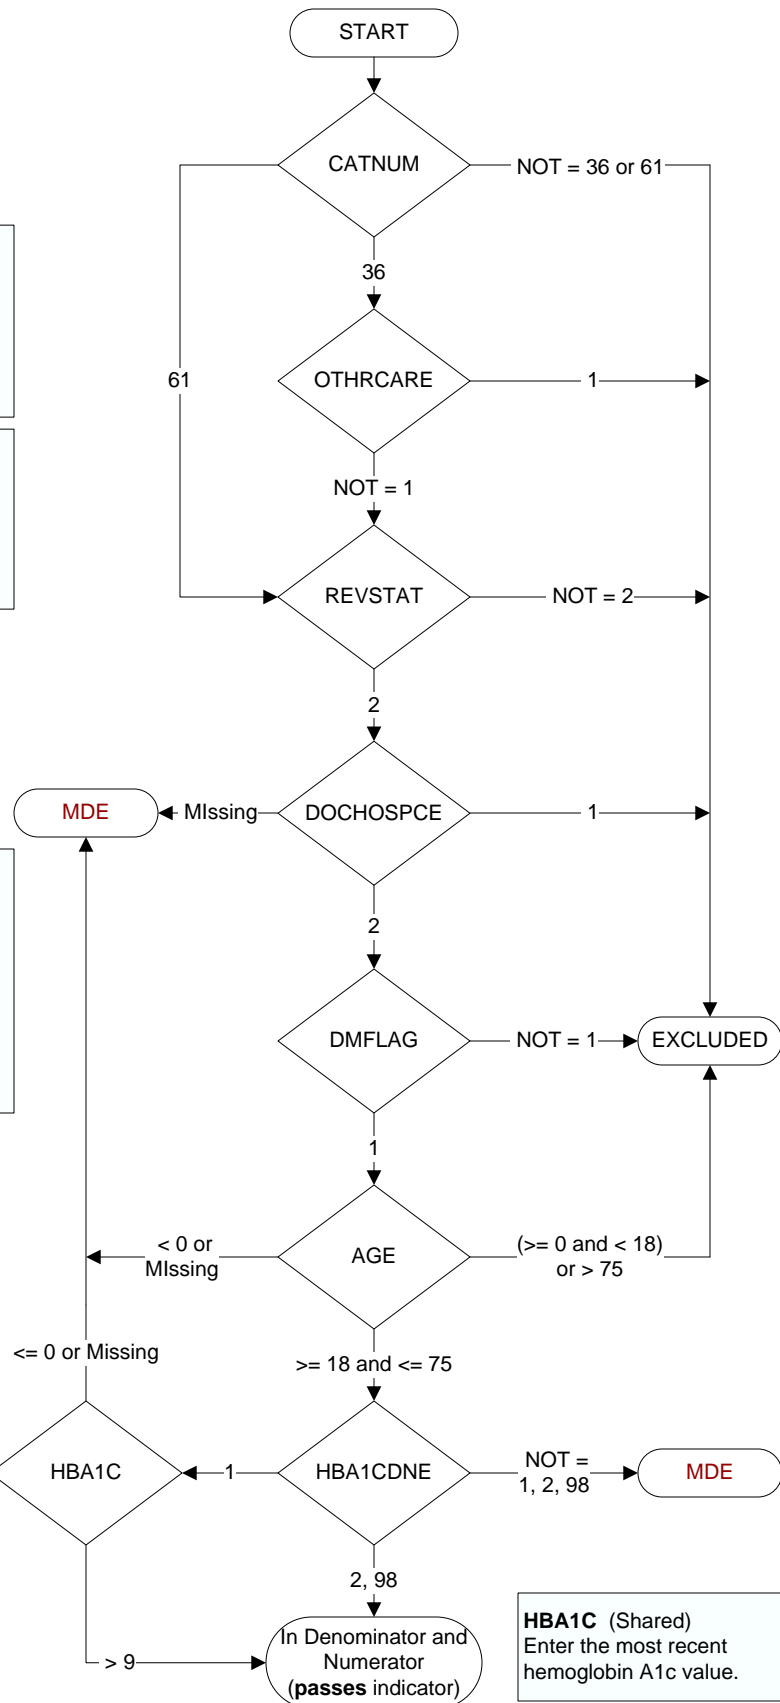 START
CATNUM
NOT = 36 or 61
36
61
OTHRCARE
1
NOT = 1
REVSTAT
NOT = 2
2
MDE
MIssing
DOCHOSPCE
1
2
DMFLAG
NOT = 1
EXCLUDED
1
< 0 or
MIssing
AGE
(>= 0 and < 18)
or > 75
<= 0 or Missing
>= 18 and <= 75
HBA1C
1
HBA1CDNE
NOT =
1, 2, 98
MDE
2, 98
> 9
In Denominator and
Numerator
(passes indicator)
HBA1C (Shared)
Enter the most recent
hemoglobin A1c value.